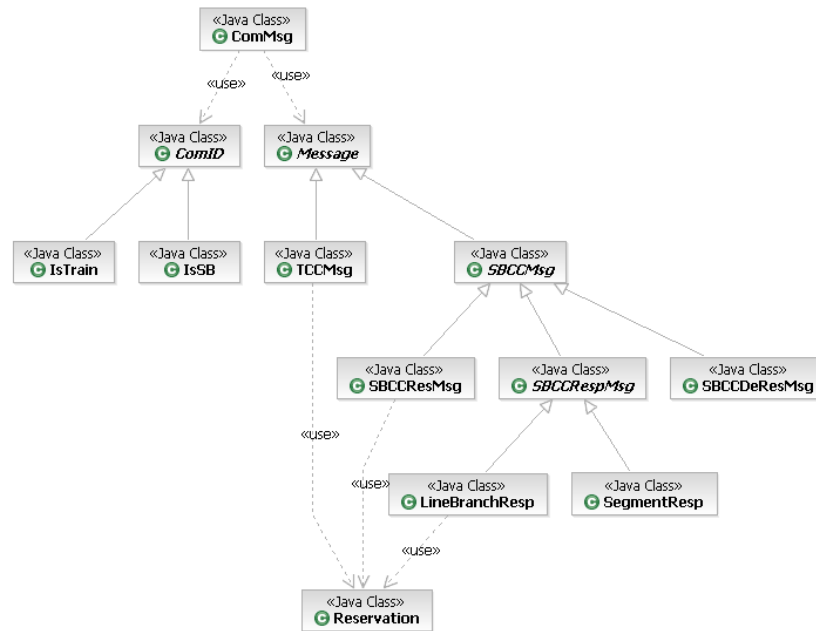 «Java Class»
ComMsg
«use»
«use»
«Java Class»
ComID
«Java Class»
Message
«Java Class»
IsTrain
«Java Class»
IsSB
«Java Class»
TCCMsg
«Java Class»
SBCCMsg
«Java Class»
SBCCResMsg
«Java Class»
SBCCRespMsg
«Java Class»
SBCCDeResMsg
«use»
«use»
«Java Class»
LineBranchResp
«Java Class»
SegmentResp
«use»
«Java Class»
Reservation